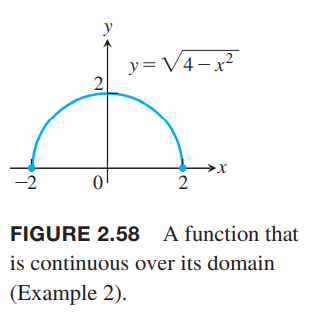 y
y = √4 – x²
2
–2
0
2
x
FIGURE 2.58 A function that
is continuous over its domain
(Example 2).